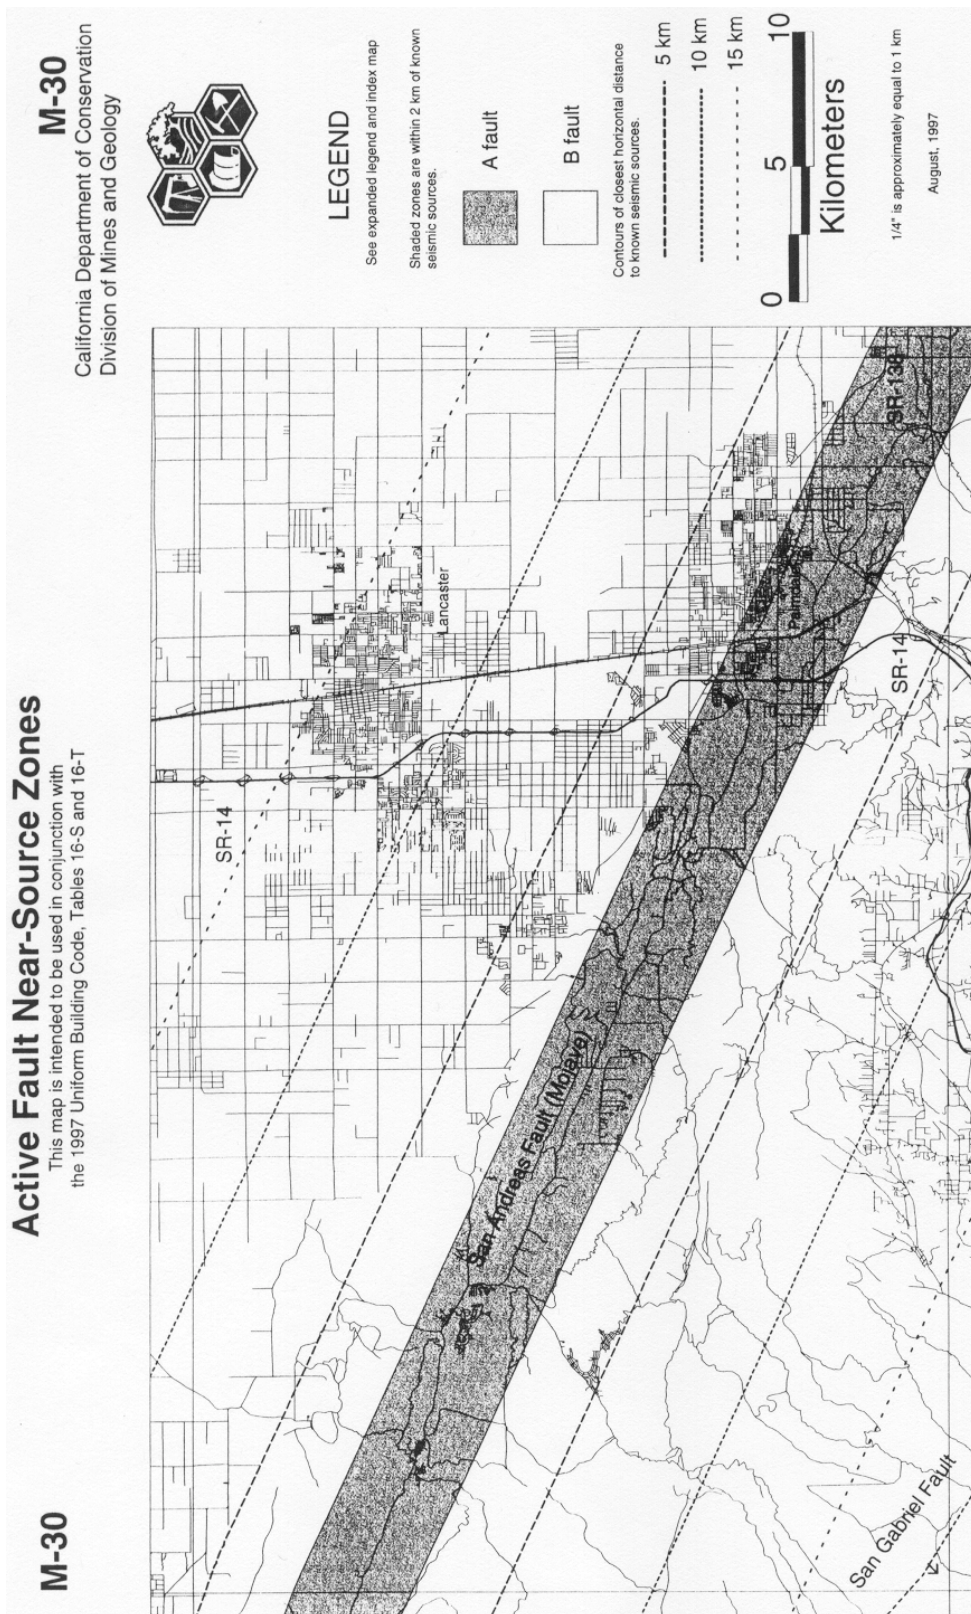 M-30
Active Fault Near-Source Zones
This map is intended to be used in conjunction with
the 1997 Uniform Building Code, Tables 16-S and 16-T
M-30
California Department of Conservation
Division of Mines and Geology
LEGEND
See expanded legend and index map
Shaded zones are within 2 km of known
seismic sources.
A fault
B fault
Contours of closest horizontal distance
to known seismic sources.
5 km
10 km
15 km
0 5 10
Kilometers
1/4" is approximately equal to 1 km
August, 1997
SR-14
Lancaster
San Andreas Fault (Mojave)
Palmdale
SR-138
SR-14
San Gabriel Fault